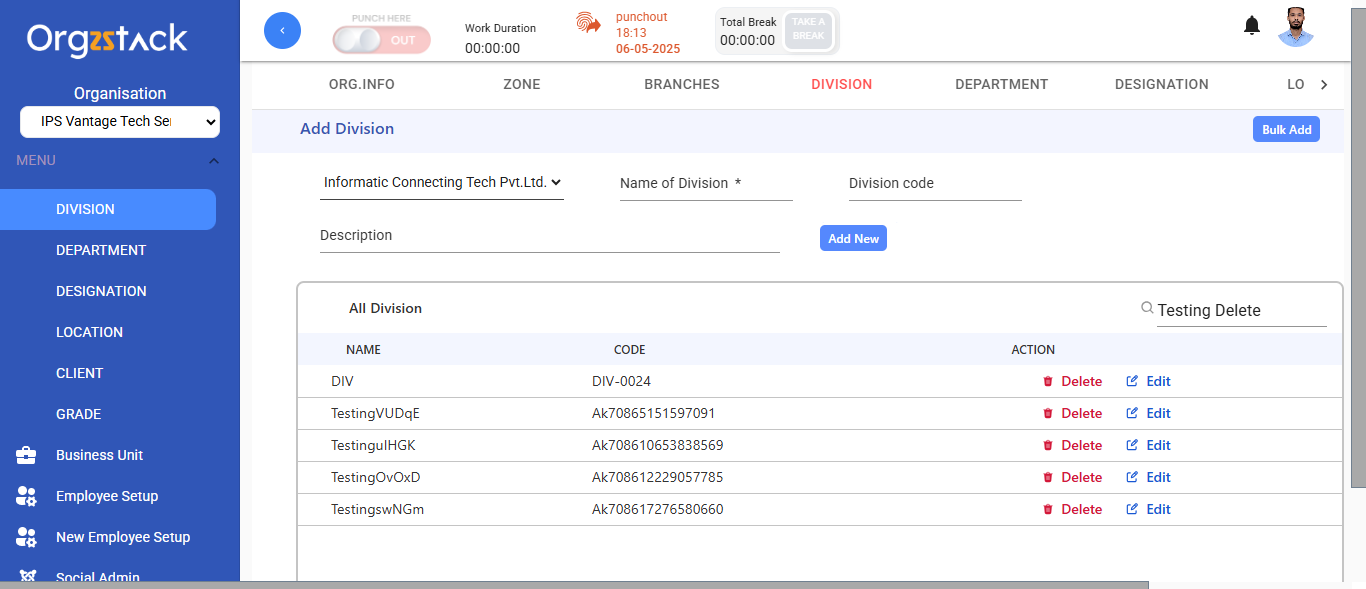 Orgzstack
Organisation
IPS Vantage Tech Ser
MENU
DIVISION
DEPARTMENT
DESIGNATION
LOCATION
CLIENT
GRADE
Business Unit
Employee Setup
New Employee Setup
Social Admin
PUNCH HERE
OUT
Work Duration
00:00:00
punchout
18:13
06-05-2025
Total Break
00:00:00
TAKE A
BREAK
ORG.INFO ZONE BRANCHES DIVISION DEPARTMENT DESIGNATION LO
Add Division
Bulk Add
Informatic Connecting Tech Pvt.Ltd. Name of Division * Division code
Description
Add New
All Division
Testing Delete
NAME CODE ACTION
DIV DIV-0024 Delete Edit
TestingVUDqE Ak70865151597091 Delete Edit
TestinguIHGK Ak708610653838569 Delete Edit
TestingOvOxD Ak708612229057785 Delete Edit
TestingswNGm Ak708617276580660 Delete Edit